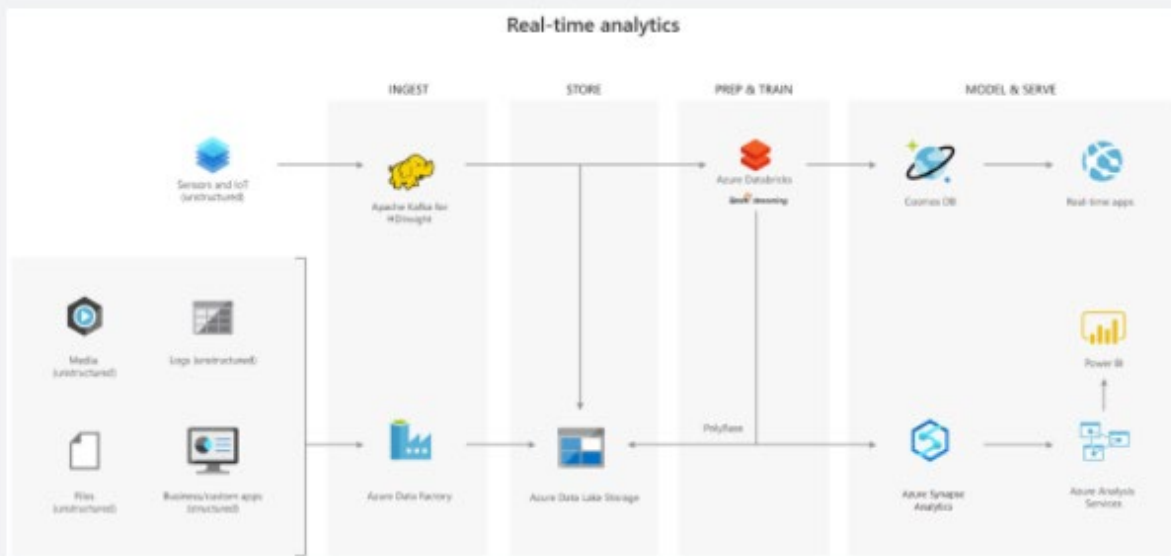 Real-time analytics
INGEST
STORE
PREP & TRAIN
MODEL & SERVE
Sensors and IoT
(unstructured)
Apache Kafka for
HDInsight
Azure Databricks
Spark streaming
Cosmos DB
Real-time apps
Media
(unstructured)
Logs (unstructured)
Power BI
PolyBase
Files
(unstructured)
Business/custom apps
(structured)
Azure Data Factory
Azure Data Lake Storage
Azure Synapse
Analytics
Azure Analysis
Services